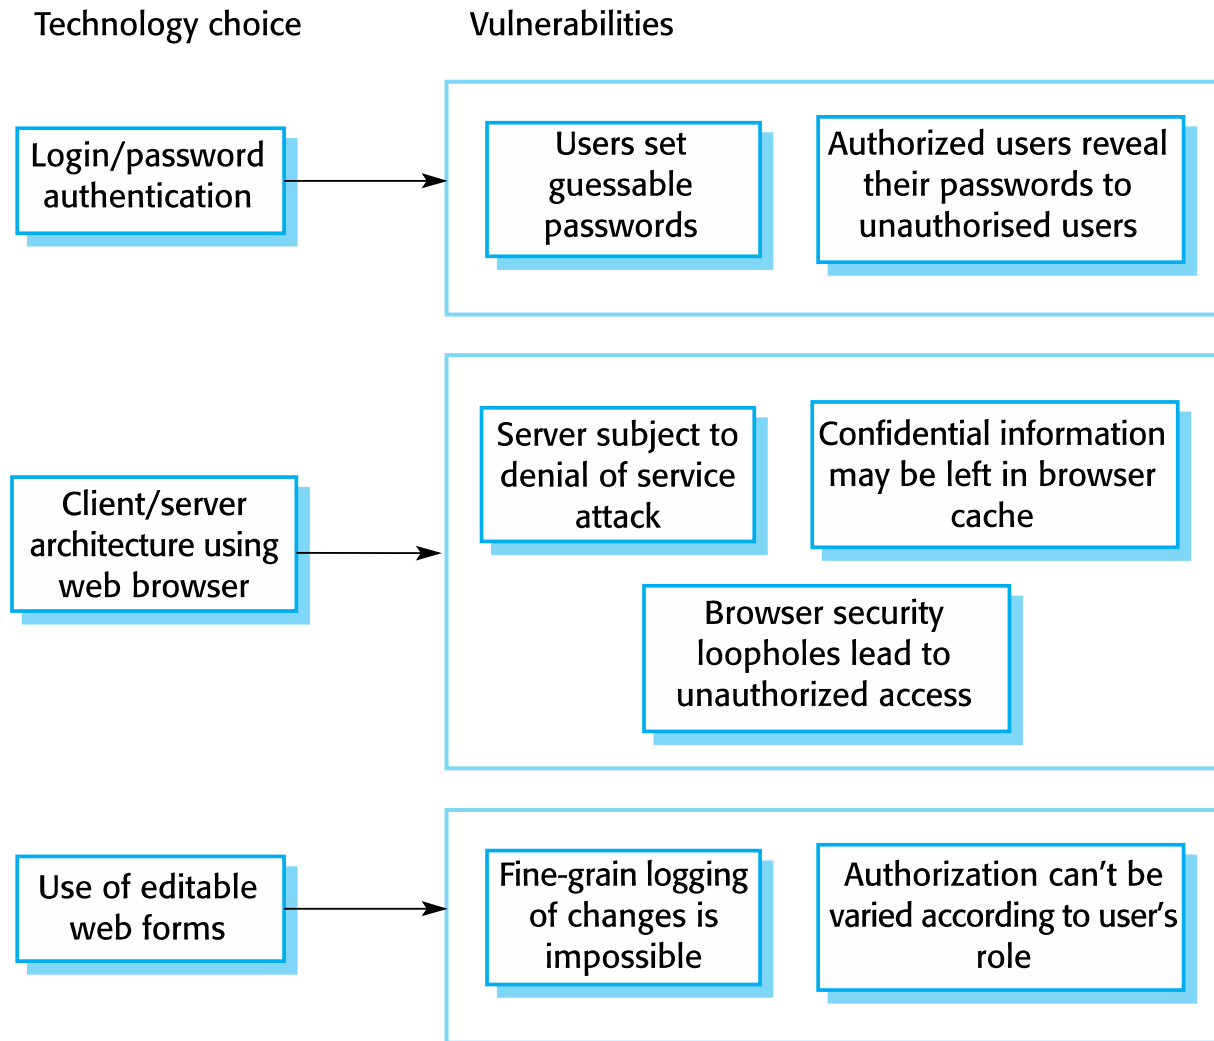 Technology choice
Vulnerabilities
Login/password
authentication
Users set
guessable
passwords
Authorized users reveal
their passwords to
unauthorised users
Client/server
architecture using
web browser
Server subject to
denial of service
attack
Confidential information
may be left in browser
cache
Browser security
loopholes lead to
unauthorized access
Use of editable
web forms
Fine-grain logging
of changes is
impossible
Authorization can’t be
varied according to user’s
role